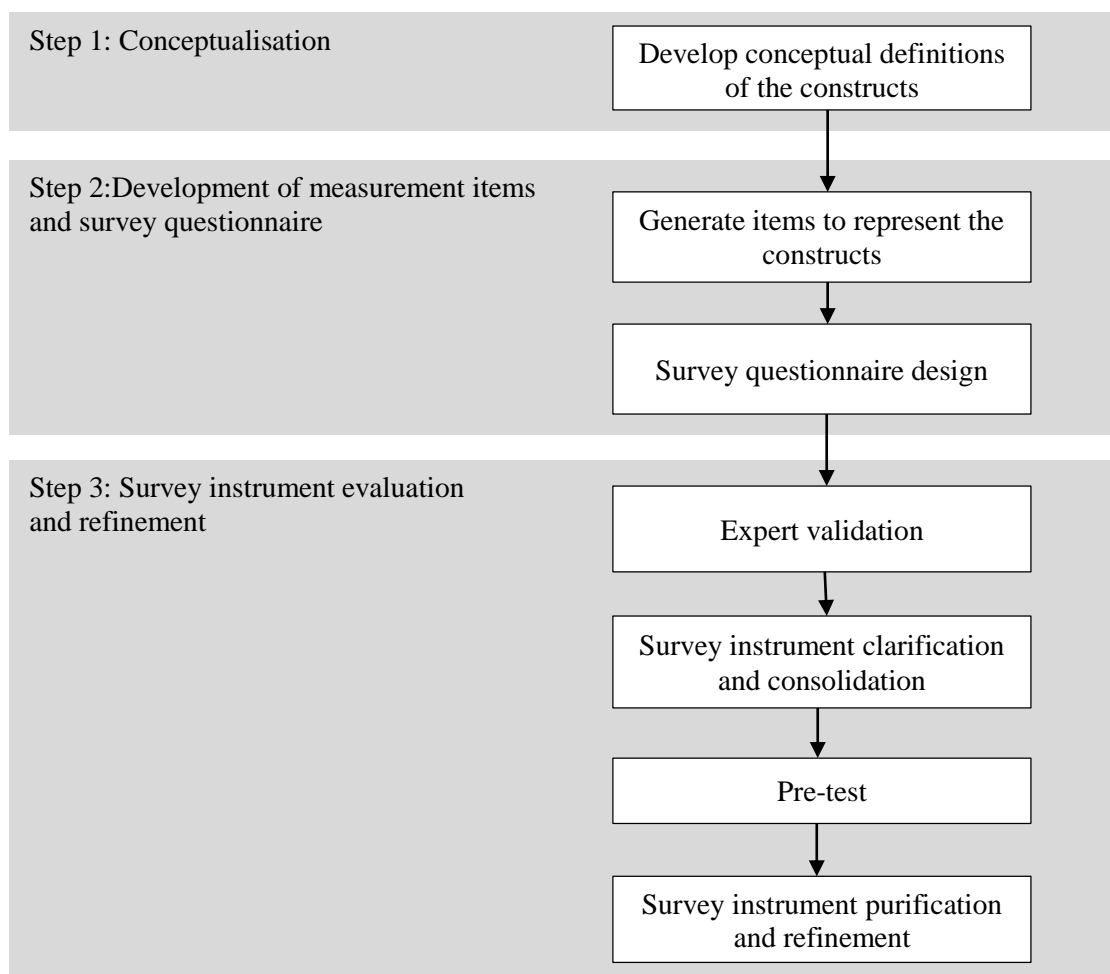 Step 1: Conceptualisation
Develop conceptual definitions
of the constructs
Step 2:Development of measurement items
and survey questionnaire
Generate items to represent the
constructs
Survey questionnaire design
Step 3: Survey instrument evaluation
and refinement
Expert validation
Survey instrument clarification
and consolidation
Pre-test
Survey instrument purification
and refinement